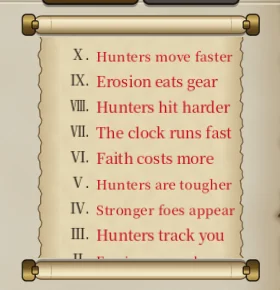 X. Hunters move faster
IX. Erosion eats gear
VIII. Hunters hit harder
VII. The clock runs fast
VI. Faith costs more
V. Hunters are tougher
IV. Stronger foes appear
III. Hunters track you
II.